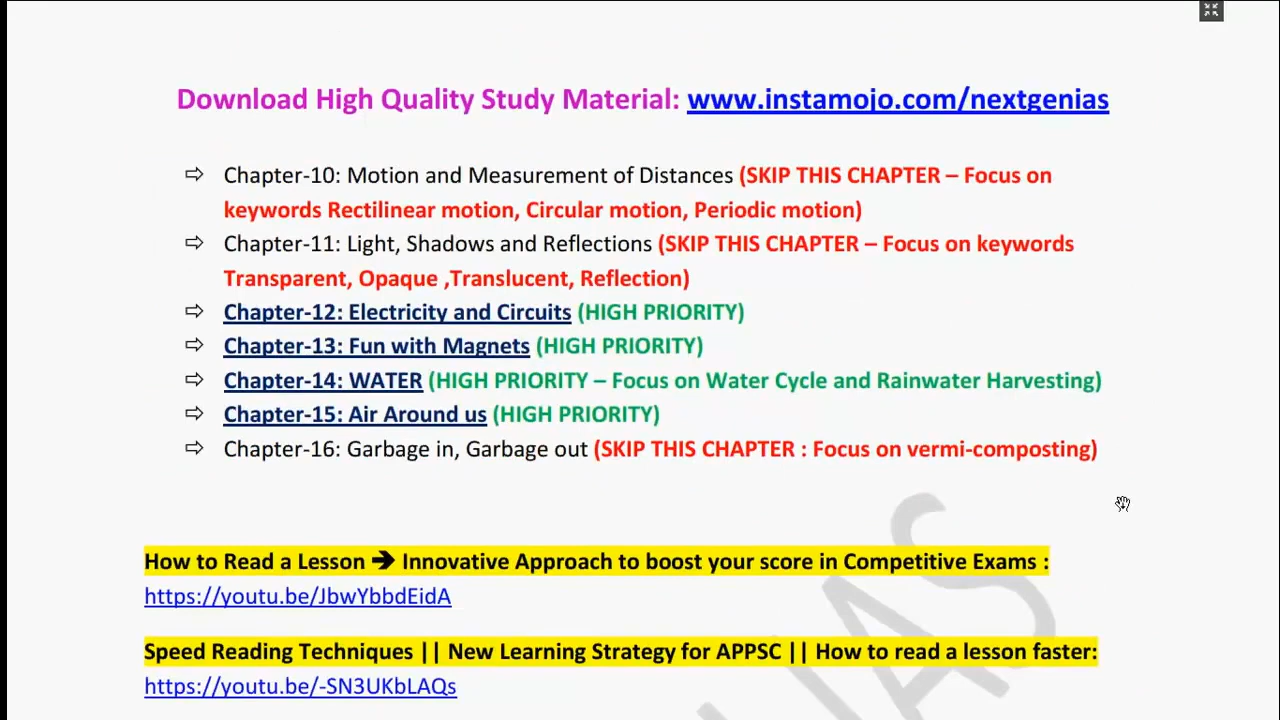 Download High Quality Study Material: www.instamojo.com/nextgenias
⇨ Chapter-10: Motion and Measurement of Distances (SKIP THIS CHAPTER – Focus on
keywords Rectilinear motion, Circular motion, Periodic motion)
⇨ Chapter-11: Light, Shadows and Reflections (SKIP THIS CHAPTER – Focus on keywords
Transparent, Opaque ,Translucent, Reflection)
⇨ Chapter-12: Electricity and Circuits (HIGH PRIORITY)
⇨ Chapter-13: Fun with Magnets (HIGH PRIORITY)
⇨ Chapter-14: WATER (HIGH PRIORITY – Focus on Water Cycle and Rainwater Harvesting)
⇨ Chapter-15: Air Around us (HIGH PRIORITY)
⇨ Chapter-16: Garbage in, Garbage out (SKIP THIS CHAPTER : Focus on vermi-composting)
How to Read a Lesson ➔ Innovative Approach to boost your score in Competitive Exams :
https://youtu.be/JbwYbbdEidA
Speed Reading Techniques || New Learning Strategy for APPSC || How to read a lesson faster:
https://youtu.be/-SN3UKbLAQs
IAS